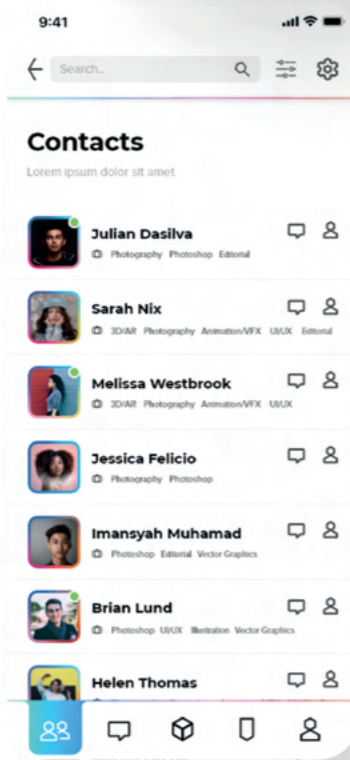 9:41
Search..
Contacts
Lorem ipsum dolor sit amet
Julian Dasilva
Photography Photoshop Editorial
Sarah Nix
3D/AR Photography Animation/VFX UI/UX Editorial
Melissa Westbrook
3D/AR Photography Animation/VFX UI/UX
Jessica Felicio
Photography Photoshop
Imansyah Muhamad
Photoshop Editorial Vector Graphics
Brian Lund
Photoshop UI/UX Illustration Vector Graphics
Helen Thomas